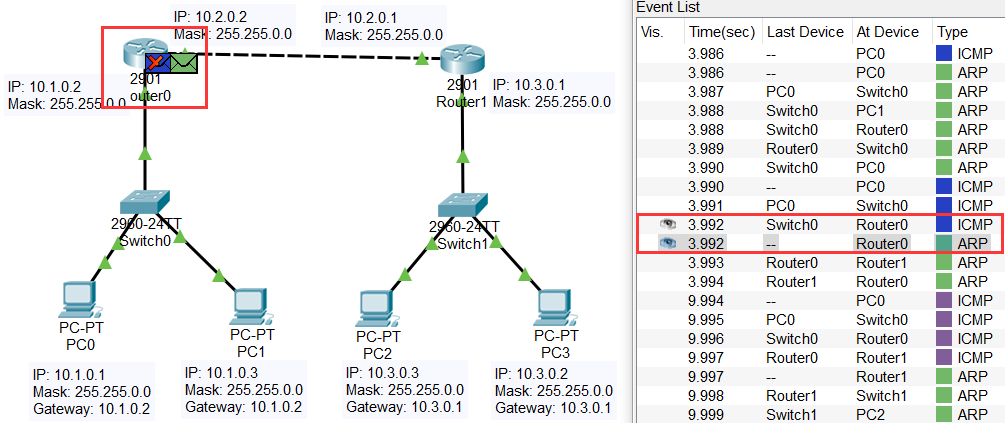 IP: 10.2.0.2
Mask: 255.255.0.0
IP: 10.2.0.1
Mask: 255.255.0.0
2901
outer0
IP: 10.1.0.2
Mask: 255.255.0.0
2901
Router1
IP: 10.3.0.1
Mask: 255.255.0.0
2960-24TT
Switch0
2960-24TT
Switch1
PC-PT
PC0
PC-PT
PC1
PC-PT
PC2
PC-PT
PC3
IP: 10.1.0.1
Mask: 255.255.0.0
Gateway: 10.1.0.2
IP: 10.1.0.3
Mask: 255.255.0.0
Gateway: 10.1.0.2
IP: 10.3.0.3
Mask: 255.255.0.0
Gateway: 10.3.0.1
IP: 10.3.0.2
Mask: 255.255.0.0
Gateway: 10.3.0.1
Event List
Vis. Time(sec) Last Device At Device Type
3.986 -- PC0 ICMP
3.986 -- PC0 ARP
3.987 PC0 Switch0 ARP
3.988 Switch0 PC1 ARP
3.988 Switch0 Router0 ARP
3.989 Router0 Switch0 ARP
3.990 Switch0 PC0 ARP
3.990 -- PC0 ICMP
3.991 PC0 Switch0 ICMP
3.992 Switch0 Router0 ICMP
3.992 -- Router0 ARP
3.993 Router0 Router1 ARP
3.994 Router1 Router0 ARP
9.994 -- PC0 ICMP
9.995 PC0 Switch0 ICMP
9.996 Switch0 Router0 ICMP
9.997 Router0 Router1 ICMP
9.997 -- Router1 ARP
9.998 Router1 Switch1 ARP
9.999 Switch1 PC2 ARP